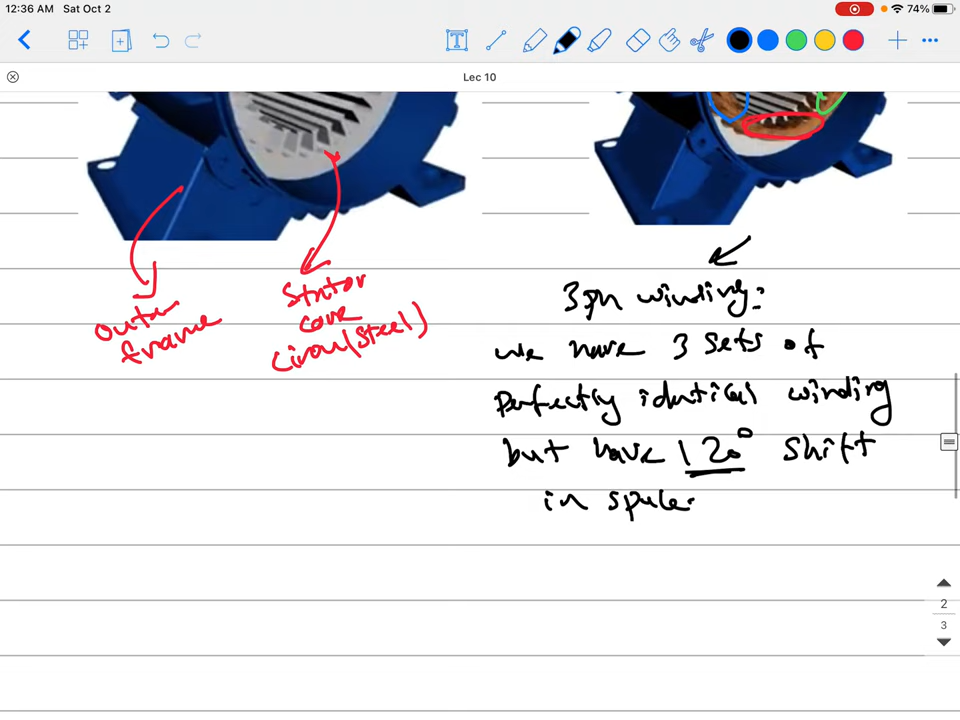 12:36 AM Sat Oct 2
74%
Lec 10
outer
frame
stator
core
(steel)
3ph winding:
we have 3 sets of
perfectly identical winding
but have 120° shift
in space.
2
3